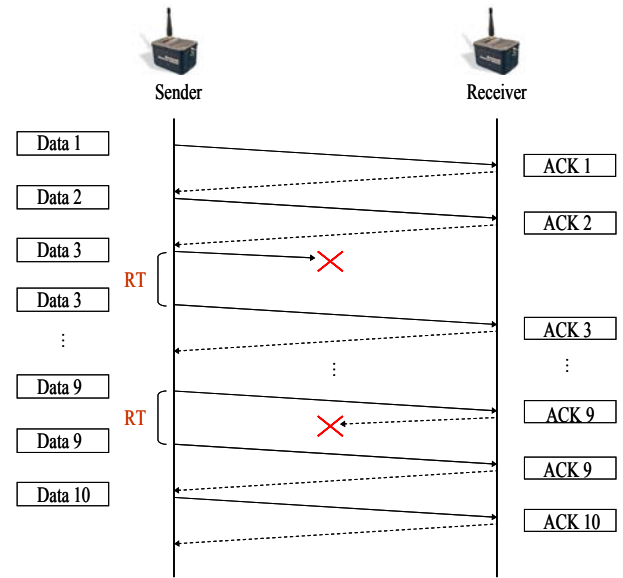 Sender
Receiver
Data 1
ACK 1
Data 2
ACK 2
Data 3
RT
Data 3
ACK 3
⋮
⋮
⋮
Data 9
RT
ACK 9
Data 9
ACK 9
Data 10
ACK 10